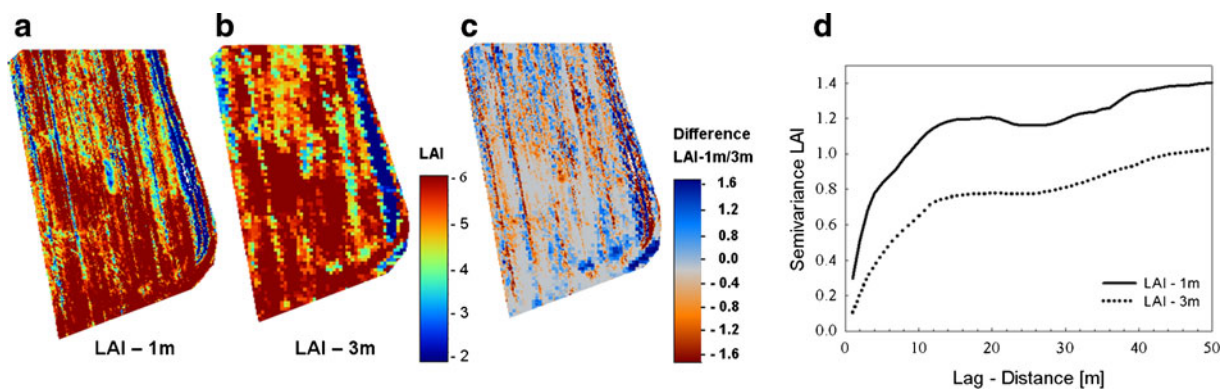 a
b
c
d
LAI
- 6
- 4
- 3
- 2
LAI – 1m
LAI – 3m
Difference
LAI-1m/3m
1.6
- 1.2
- 0.8
- 0.0
- - 0.4
- - 0.8
- - 1.2
- - 1.6
Semivariance LAI
1.4
1.2
1.0
0.8
0.6
0.4
0.2
0.0
0
10
20
30
40
50
Lag - Distance [m]
LAI - 1m
LAI - 3m